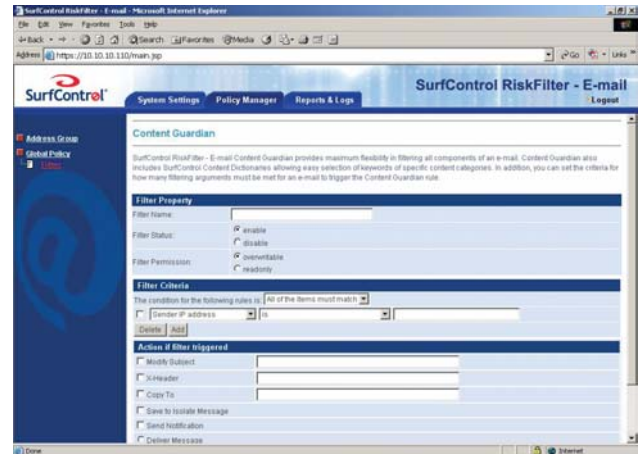 SurfControl RiskFilter - E-mail - Microsoft Internet Explorer
File Edit View Favorites Tools Help
Back Search Favorites Media
Address https://10.10.10.110/main.jsp Go Links
SurfControl
System Settings Policy Manager Reports & Logs
SurfControl RiskFilter - E-mail
Logout
Address Group
Global Policy
Filter
Content Guardian
SurfControl RiskFilter - E-mail Content Guardian provides maximum flexibility in filtering all components of an e-mail. Content Guardian also
includes SurfControl Content Dictionaries allowing easy selection of keywords of specific content categories. In addition, you can set the criteria for
how many filtering arguments must be met for an e-mail to trigger the Content Guardian rule.
Filter Property
Filter Name:
Filter Status: enable
disable
Filter Permission: overwritable
readonly
Filter Criteria
The condition for the following rules is: All of the items must match
Sender IP address is
Delete Add
Action if filter triggered
Modify Subject
X-Header
Copy To
Save to Isolate Message
Send Notification
Deliver Message
Done Internet